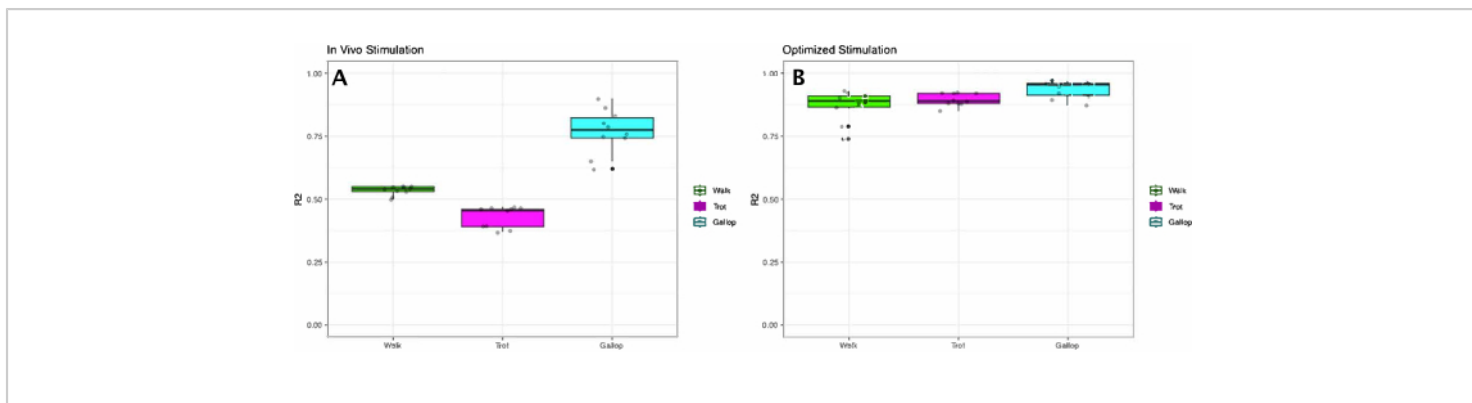 In Vivo Stimulation
A
1.00
0.75
0.50
0.25
0.00
R2
Walk
Trot
Gallop
Walk
Trot
Gallop
Optimized Stimulation
B
1.00
0.75
0.50
0.25
0.00
R2
Walk
Trot
Gallop
Walk
Trot
Gallop